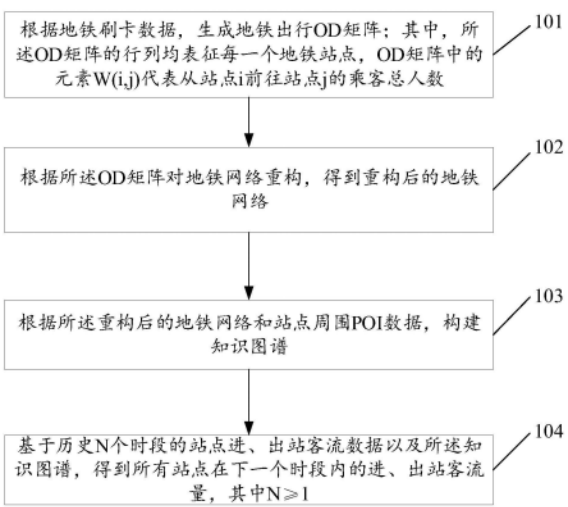 根据地铁刷卡数据，生成地铁出行OD矩阵；其中，所
述OD矩阵的行列均表征每一个地铁站点，OD矩阵中的
元素W(i,j)代表从站点i前往站点j的乘客总人数
101
根据所述OD矩阵对地铁网络重构，得到重构后的地铁
网络
102
根据所述重构后的地铁网络和站点周围POI数据，构建
知识图谱
103
基于历史N个时段的站点进、出站客流数据以及所述知
识图谱，得到所有站点在下一个时段内的进、出站客流
量，其中N≥1
104